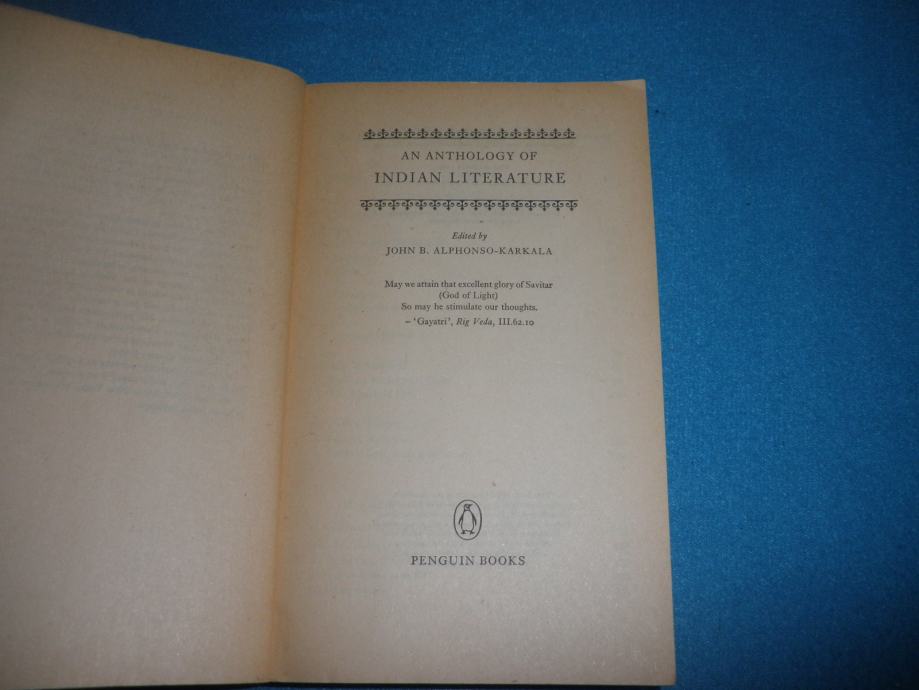 AN ANTHOLOGY OF
INDIAN LITERATURE
Edited by
JOHN B. ALPHONSO-KARKALA
May we attain that excellent glory of Savitar
(God of Light)
So may he stimulate our thoughts.
– 'Gayatri', Rig Veda, III.62.10
PENGUIN BOOKS